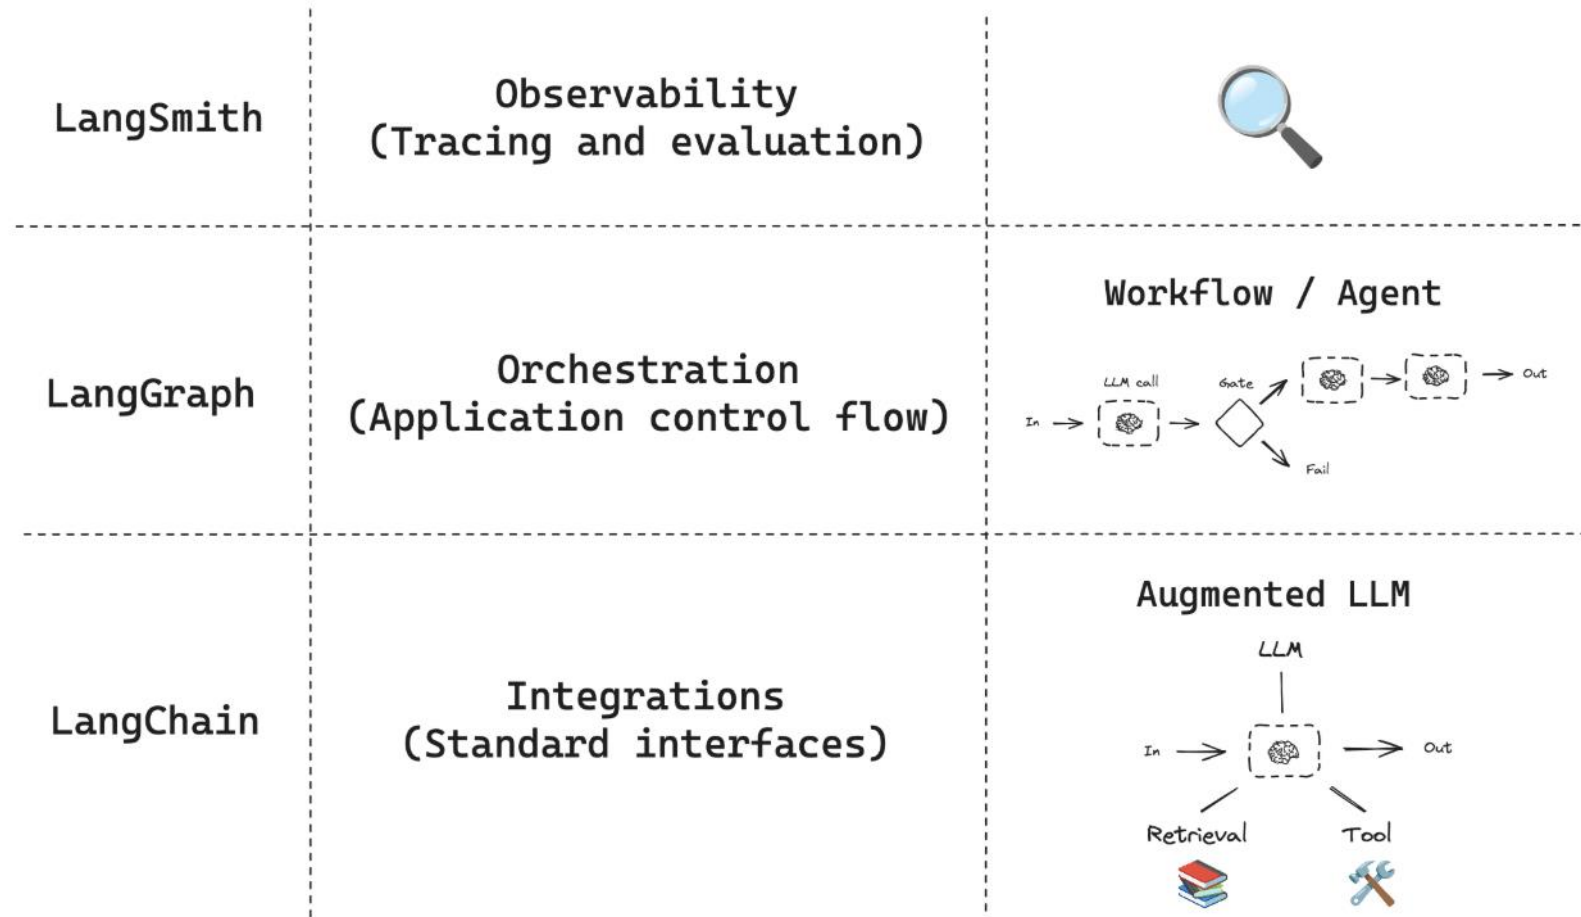 LangSmith
Observability
(Tracing and evaluation)
LangGraph
Orchestration
(Application control flow)
Workflow / Agent
LLM call
Gate
In
Out
Fail
LangChain
Integrations
(Standard interfaces)
Augmented LLM
LLM
In
Out
Retrieval
Tool